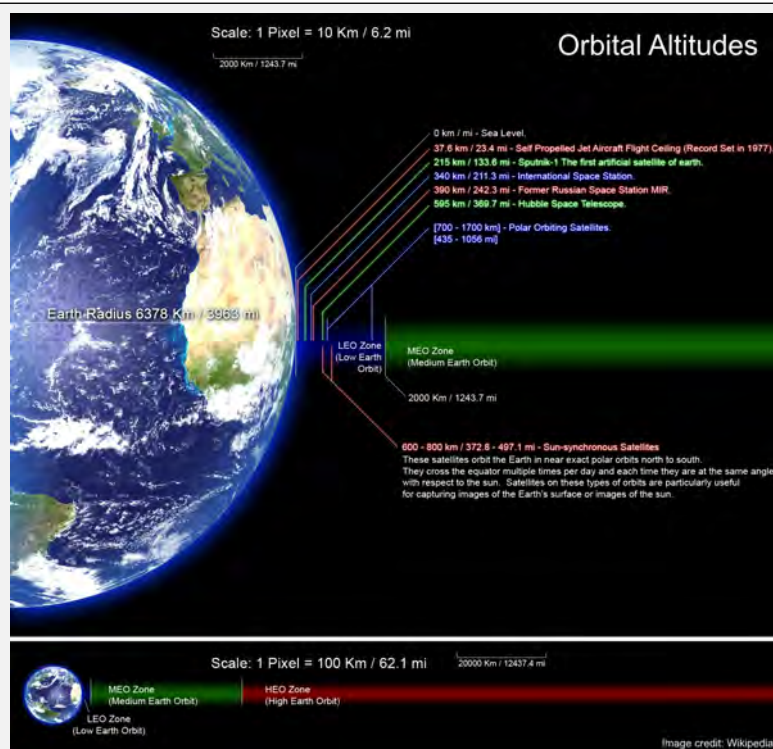 Scale: 1 Pixel = 10 Km / 6.2 mi
2000 Km / 1243.7 mi
Orbital Altitudes
0 km / mi - Sea Level.
37.6 km / 23.4 mi - Self Propelled Jet Aircraft Flight Ceiling (Record Set in 1977).
215 km / 133.6 mi - Sputnik-1 The first artificial satellite of earth.
340 km / 211.3 mi - International Space Station.
390 km / 242.3 mi - Former Russian Space Station MIR.
595 km / 369.7 mi - Hubble Space Telescope.
[700 - 1700 km] - Polar Orbiting Satellites.
[435 - 1056 mi]
Earth Radius 6378 Km / 3963 mi
LEO Zone
(Low Earth
Orbit)
MEO Zone
(Medium Earth Orbit)
2000 Km / 1243.7 mi
600 - 800 km / 372.8 - 497.1 mi - Sun-synchronous Satellites
These satellites orbit the Earth in near exact polar orbits north to south.
They cross the equator multiple times per day and each time they are at the same angle
with respect to the sun. Satellites on these types of orbits are particularly useful
for capturing images of the Earth's surface or images of the sun.
Scale: 1 Pixel = 100 Km / 62.1 mi
20000 Km / 12437.4 mi
MEO Zone
(Medium Earth Orbit)
HEO Zone
(High Earth Orbit)
LEO Zone
(Low Earth Orbit)
Image credit: Wikipedia